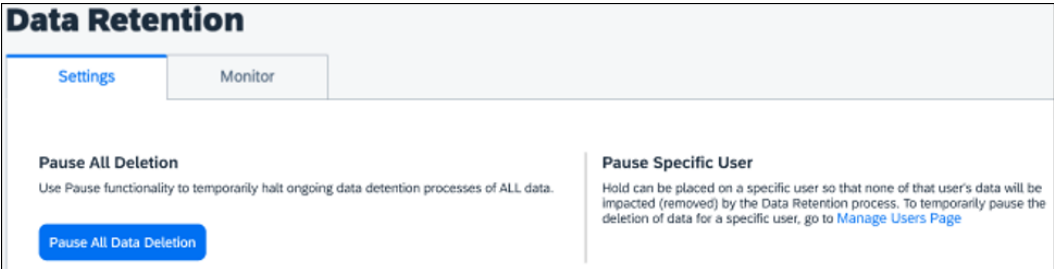 Data Retention
Settings
Monitor
Pause All Deletion
Use Pause functionality to temporarily halt ongoing data detention processes of ALL data.
Pause All Data Deletion
Pause Specific User
Hold can be placed on a specific user so that none of that user's data will be
impacted (removed) by the Data Retention process. To temporarily pause the
deletion of data for a specific user, go to Manage Users Page